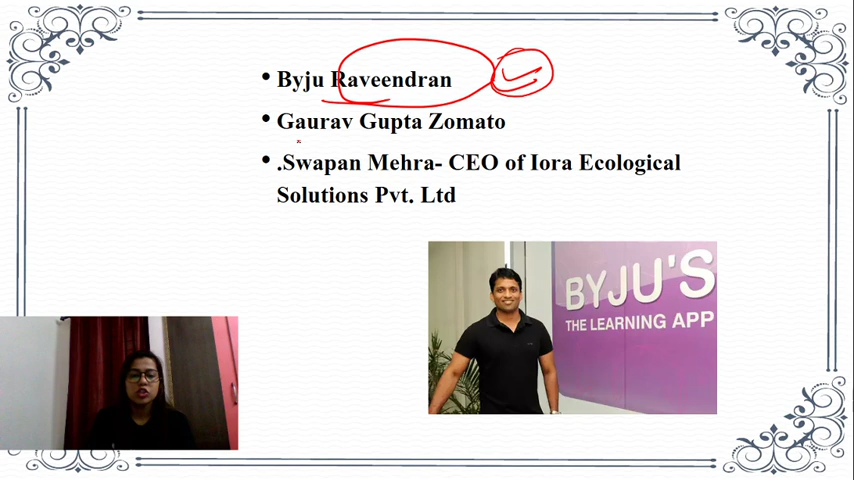 Byju Raveendran
Gaurav Gupta Zomato
.Swapan Mehra- CEO of Iora Ecological
Solutions Pvt. Ltd
BYJU'S
THE LEARNING APP